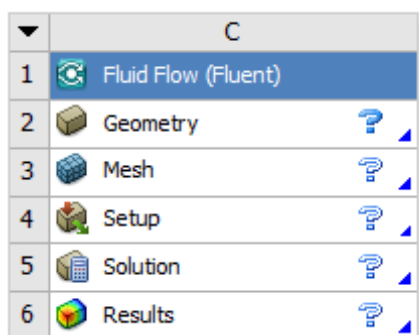 C
1 Fluid Flow (Fluent)
2 Geometry ?
3 Mesh ?
4 Setup ?
5 Solution ?
6 Results ?